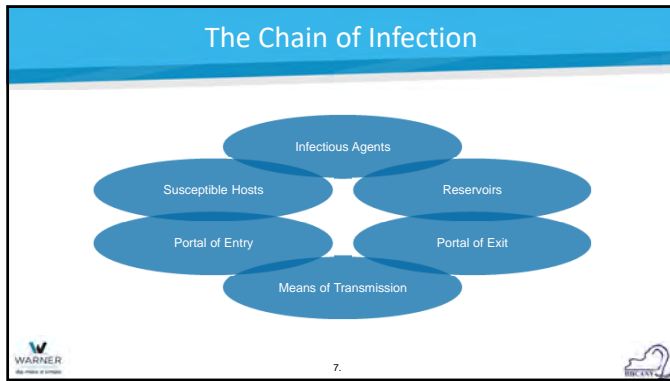 The Chain of Infection
Infectious Agents
Susceptible Hosts
Reservoirs
Portal of Entry
Portal of Exit
Means of Transmission
WARNER
7.